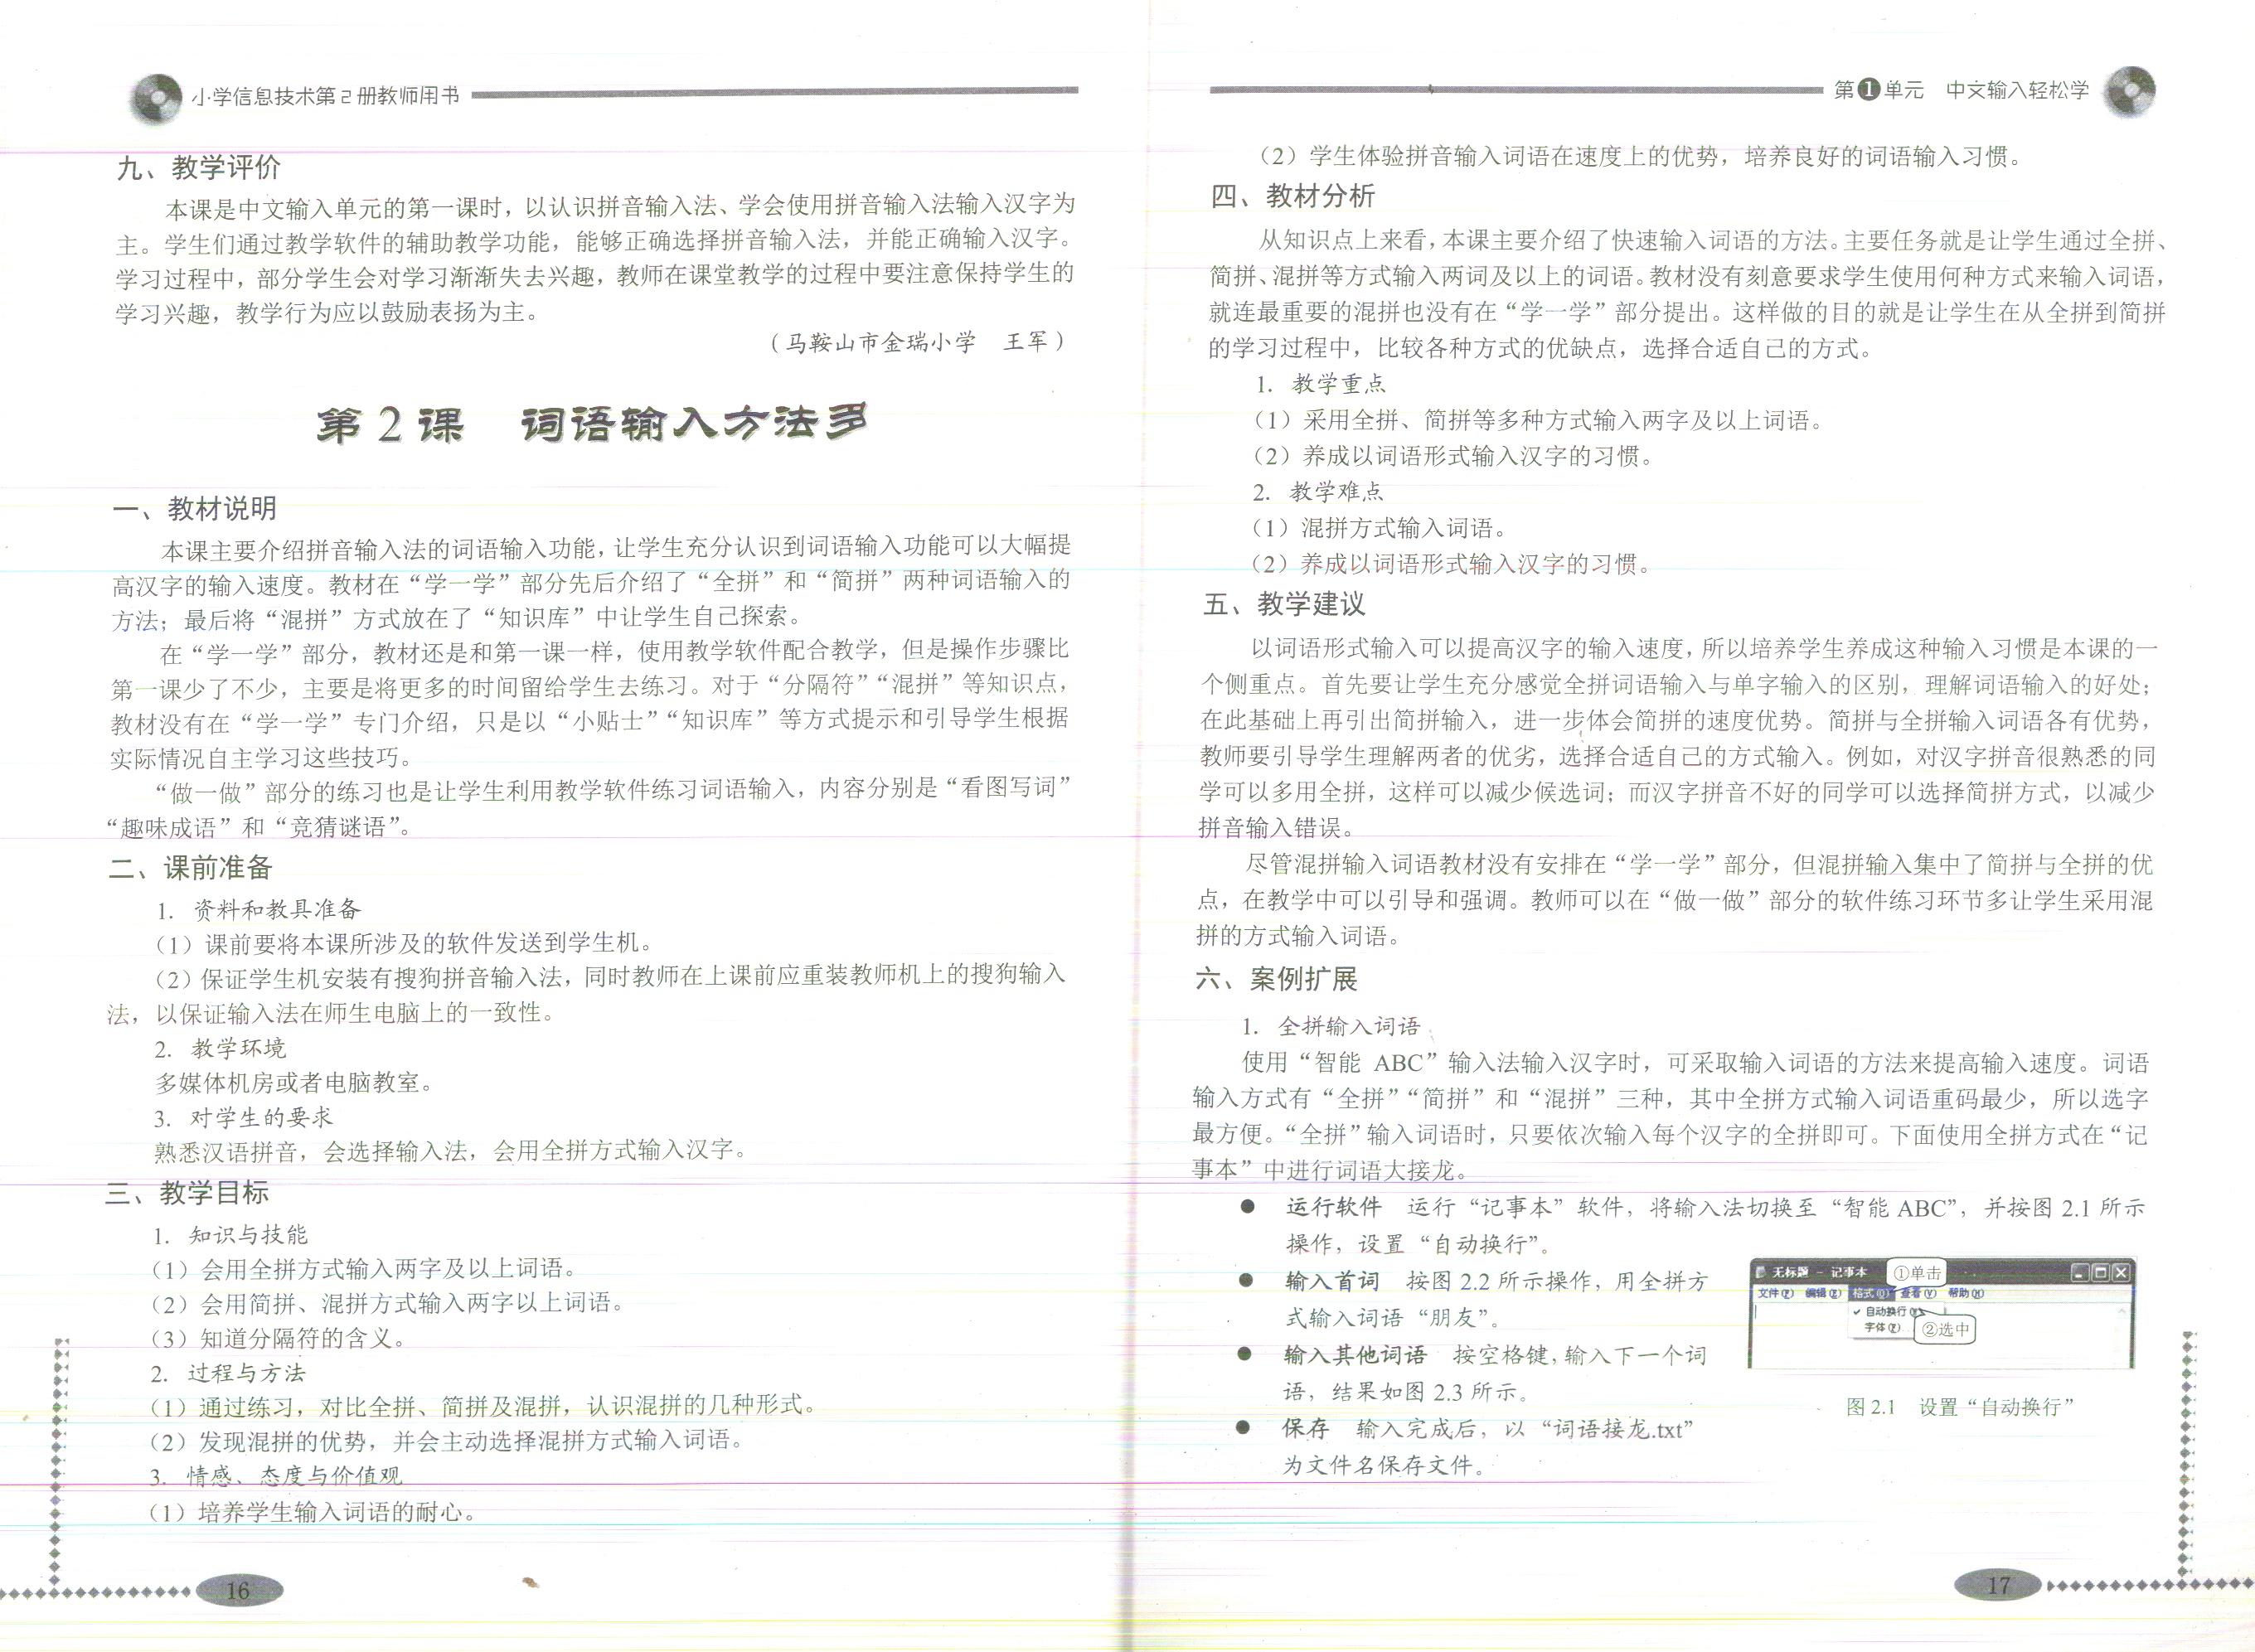 小学信息技术第2册教师用书
九、教学评价
本课是中文输入单元的第一课时，以认识拼音输入法、学会使用拼音输入法输入汉字为
主。学生们通过教学软件的辅助教学功能，能够正确选择拼音输入法，并能正确输入汉字。
学习过程中，部分学生会对学习渐渐失去兴趣，教师在课堂教学的过程中要注意保持学生的
学习兴趣，教学行为应以鼓励表扬为主。
（马鞍山市金瑞小学　王军）
第2课　词语输入方法多
一、教材说明
本课主要介绍拼音输入法的词语输入功能，让学生充分认识到词语输入功能可以大幅提
高汉字的输入速度。教材在“学一学”部分先后介绍了“全拼”和“简拼”两种词语输入的
方法；最后将“混拼”方式放在了“知识库”中让学生自己探索。
在“学一学”部分，教材还是和第一课一样，使用教学软件配合教学，但是操作步骤比
第一课少了不少，主要是将更多的时间留给学生去练习。对于“分隔符”“混拼”等知识点，
教材没有在“学一学”专门介绍，只是以“小贴士”“知识库”等方式提示和引导学生根据
实际情况自主学习这些技巧。
“做一做”部分的练习也是让学生利用教学软件练习词语输入，内容分别是“看图写词”
“趣味成语”和“竞猜谜语”。
二、课前准备
1. 资料和教具准备
（1）课前要将本课所涉及的软件发送到学生机。
（2）保证学生机安装有搜狗拼音输入法，同时教师在上课前应重装教师机上的搜狗输入
法，以保证输入法在师生电脑上的一致性。
2. 教学环境
多媒体机房或者电脑教室。
3. 对学生的要求
熟悉汉语拼音，会选择输入法，会用全拼方式输入汉字。
三、教学目标
1. 知识与技能
（1）会用全拼方式输入两字及以上词语。
（2）会用简拼、混拼方式输入两字以上词语。
（3）知道分隔符的含义。
2. 过程与方法
（1）通过练习，对比全拼、简拼及混拼，认识混拼的几种形式。
（2）发现混拼的优势，并会主动选择混拼方式输入词语。
3. 情感、态度与价值观
（1）培养学生输入词语的耐心。
16
第1单元　中文输入轻松学
（2）学生体验拼音输入词语在速度上的优势，培养良好的词语输入习惯。
四、教材分析
从知识点上来看，本课主要介绍了快速输入词语的方法。主要任务就是让学生通过全拼、
简拼、混拼等方式输入两词及以上的词语。教材没有刻意要求学生使用何种方式来输入词语，
就连最重要的混拼也没有在“学一学”部分提出。这样做的目的就是让学生在从全拼到简拼
的学习过程中，比较各种方式的优缺点，选择合适自己的方式。
1. 教学重点
（1）采用全拼、简拼等多种方式输入两字及以上词语。
（2）养成以词语形式输入汉字的习惯。
2. 教学难点
（1）混拼方式输入词语。
（2）养成以词语形式输入汉字的习惯。
五、教学建议
以词语形式输入可以提高汉字的输入速度，所以培养学生养成这种输入习惯是本课的一
个侧重点。首先要让学生充分感觉全拼词语输入与单字输入的区别，理解词语输入的好处；
在此基础上再引出简拼输入，进一步体会简拼的速度优势。简拼与全拼输入词语各有优势，
教师要引导学生理解两者的优劣，选择合适自己的方式输入。例如，对汉字拼音很熟悉的同
学可以多用全拼，这样可以减少候选词；而汉字拼音不好的同学可以选择简拼方式，以减少
拼音输入错误。
尽管混拼输入词语教材没有安排在“学一学”部分，但混拼输入集中了简拼与全拼的优
点，在教学中可以引导和强调。教师可以在“做一做”部分的软件练习环节多让学生采用混
拼的方式输入词语。
六、案例扩展
1. 全拼输入词语
使用“智能 ABC”输入法输入汉字时，可采取输入词语的方法来提高输入速度。词语
输入方式有“全拼”“简拼”和“混拼”三种，其中全拼方式输入词语重码最少，所以选字
最方便。“全拼”输入词语时，只要依次输入每个汉字的全拼即可。下面使用全拼方式在“记
事本”中进行词语大接龙。
● 运行软件　运行“记事本”软件，将输入法切换至“智能 ABC”，并按图 2.1 所示
操作，设置“自动换行”。
● 输入首词　按图 2.2 所示操作，用全拼方
式输入词语“朋友”。
● 输入其他词语　按空格键，输入下一个词
语，结果如图 2.3 所示。
● 保存　输入完成后，以“词语接龙.txt”
为文件名保存文件。
无标题 - 记事本
①单击
文件(F) 编辑(E) 格式(O) 查看(V) 帮助(H)
✓ 自动换行(W)
字体(F)
②选中
图 2.1　设置“自动换行”
17